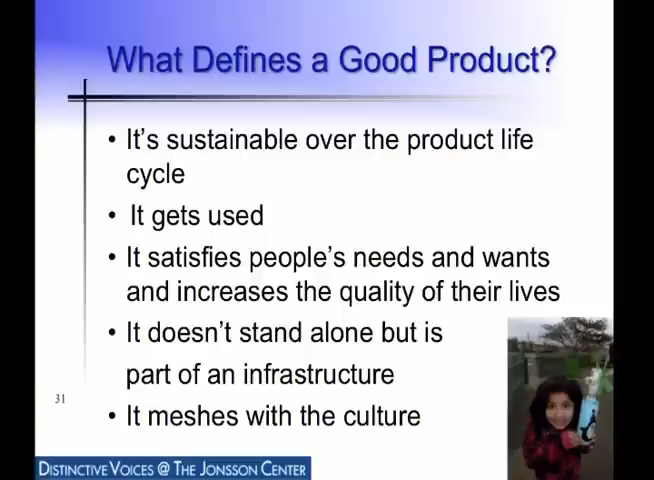 What Defines a Good Product?
• It's sustainable over the product life
cycle
• It gets used
• It satisfies people's needs and wants
and increases the quality of their lives
• It doesn't stand alone but is
part of an infrastructure
• It meshes with the culture
31
DISTINCTIVE VOICES @ THE JONSSON CENTER